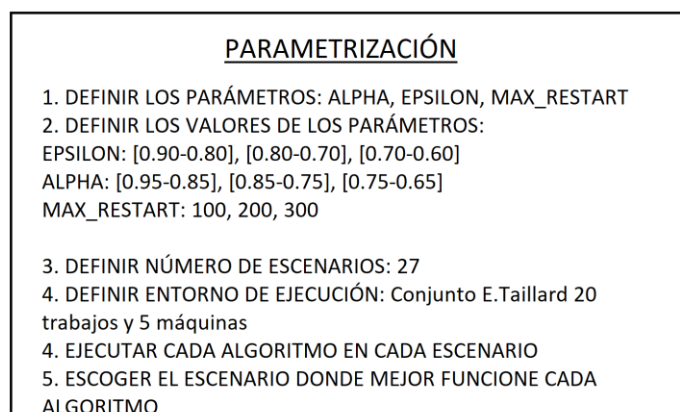 PARAMETRIZACIÓN
1. DEFINIR LOS PARÁMETROS: ALPHA, EPSILON, MAX_RESTART
2. DEFINIR LOS VALORES DE LOS PARÁMETROS:
EPSILON: [0.90-0.80], [0.80-0.70], [0.70-0.60]
ALPHA: [0.95-0.85], [0.85-0.75], [0.75-0.65]
MAX_RESTART: 100, 200, 300
3. DEFINIR NÚMERO DE ESCENARIOS: 27
4. DEFINIR ENTORNO DE EJECUCIÓN: Conjunto E.Taillard 20
trabajos y 5 máquinas
4. EJECUTAR CADA ALGORITMO EN CADA ESCENARIO
5. ESCOGER EL ESCENARIO DONDE MEJOR FUNCIONE CADA
ALGORITMO